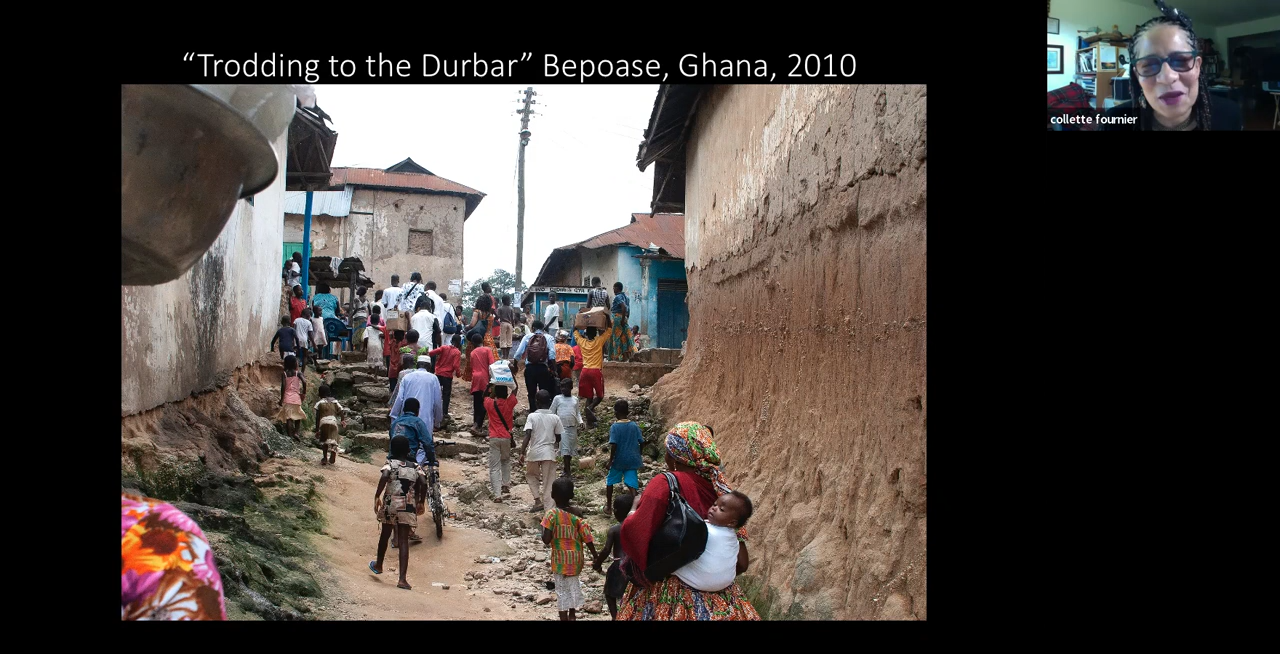 “Trodding to the Durbar” Bepoase, Ghana, 2010
collette fournier